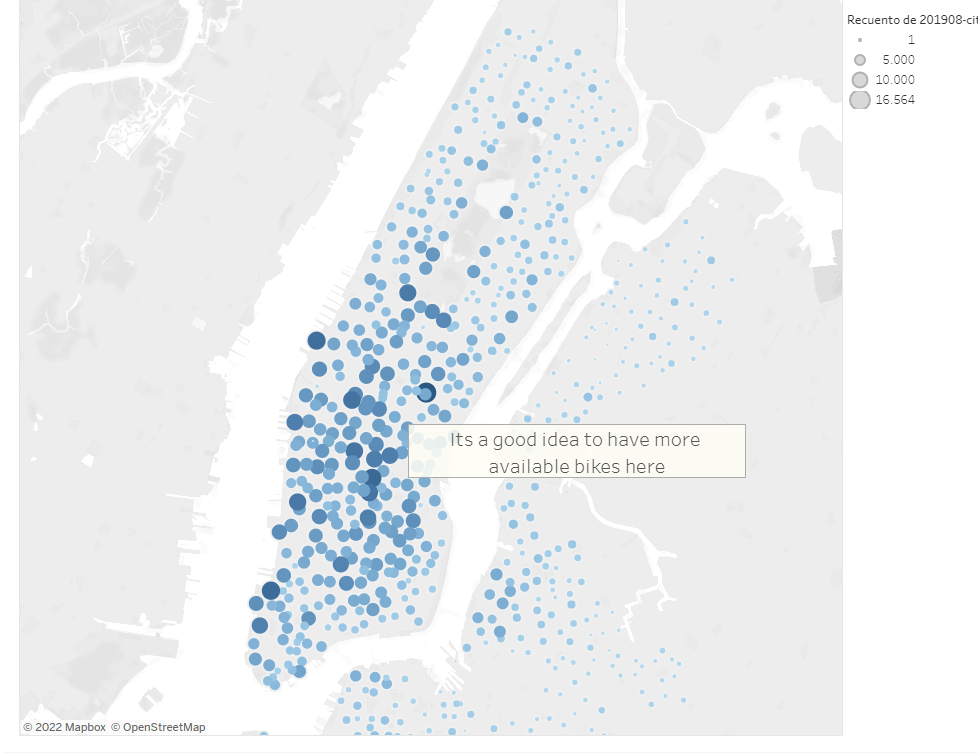 Recuento de 201908-cit
1
5.000
10.000
16.564
Its a good idea to have more
available bikes here
© 2022 Mapbox © OpenStreetMap